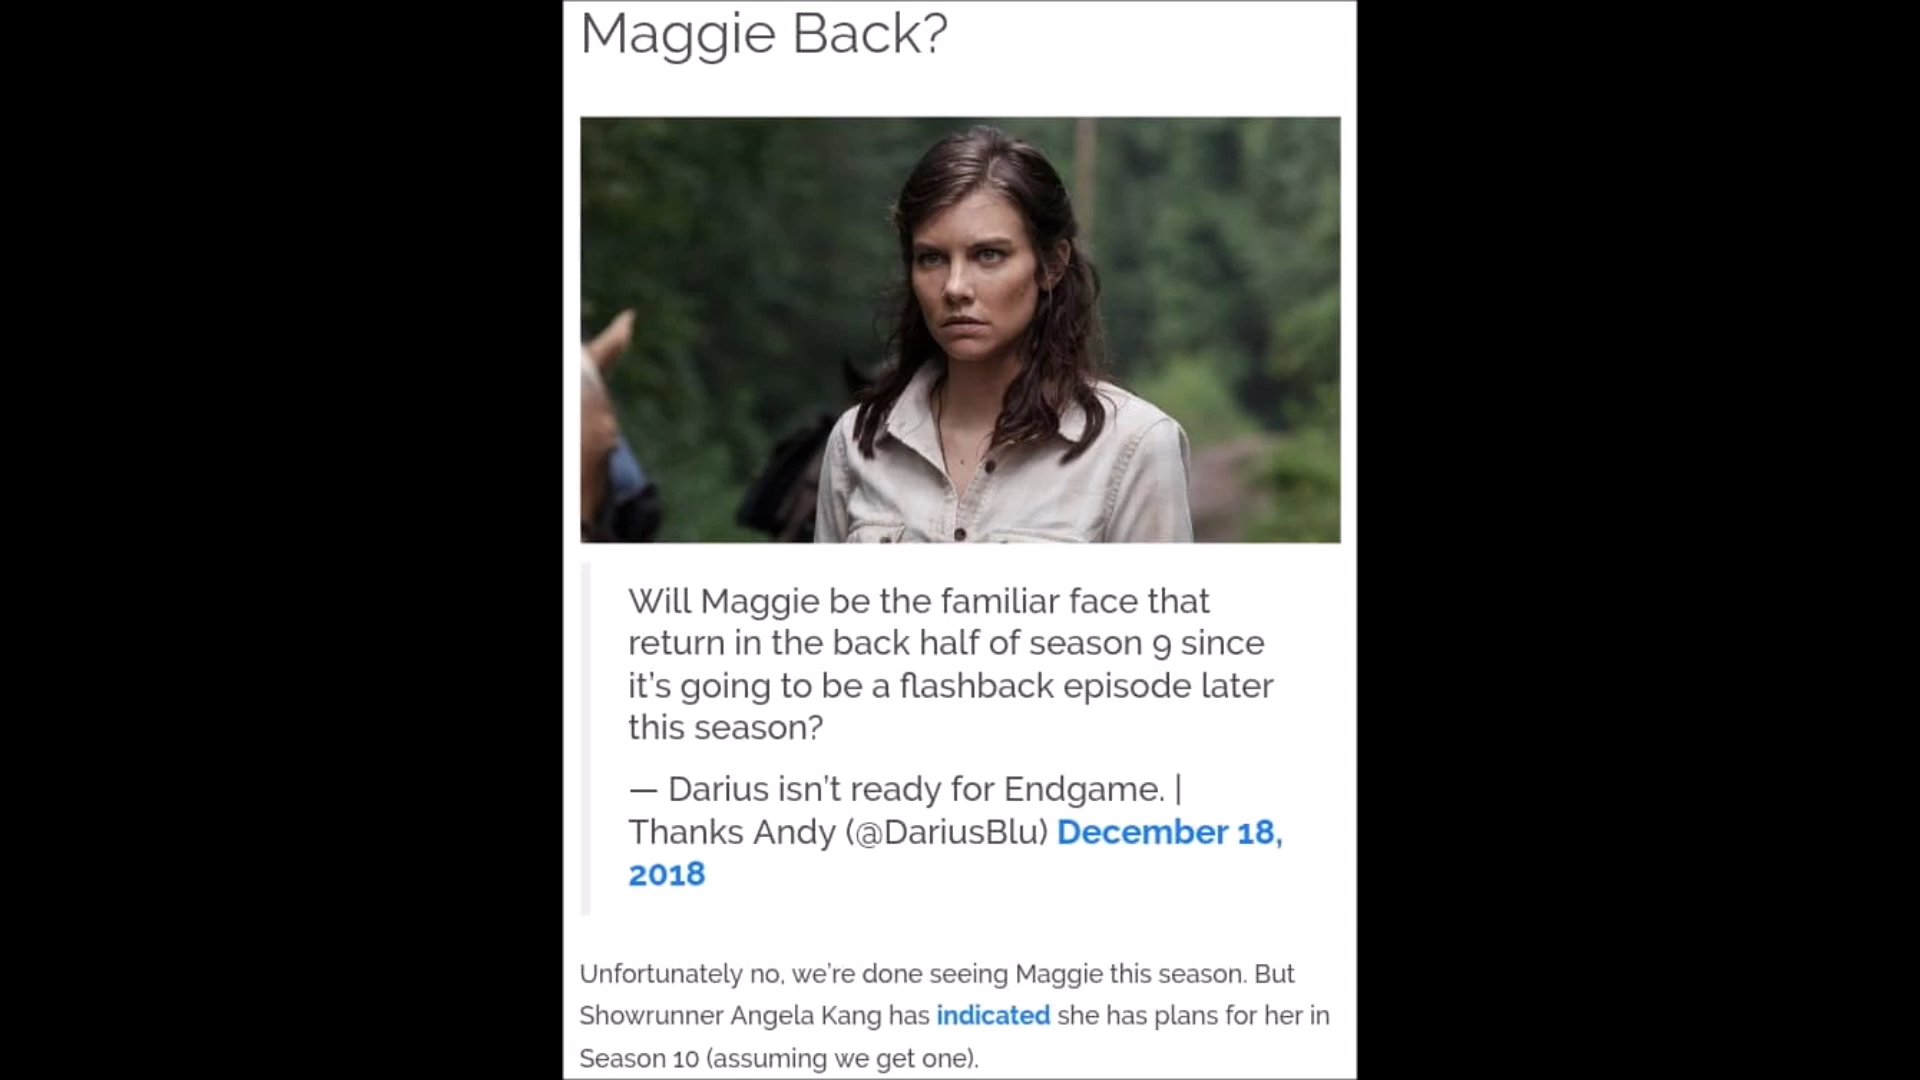 Maggie Back?
Will Maggie be the familiar face that
return in the back half of season 9 since
it's going to be a flashback episode later
this season?
— Darius isn't ready for Endgame. |
Thanks Andy (@DariusBlu) December 18,
2018
Unfortunately no, we're done seeing Maggie this season. But
Showrunner Angela Kang has indicated she has plans for her in
Season 10 (assuming we get one).